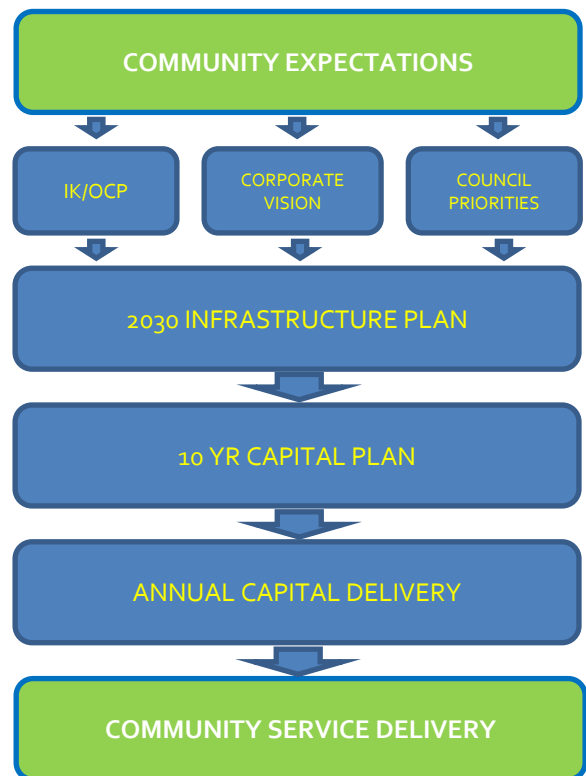 COMMUNITY EXPECTATIONS
IK/OCP
CORPORATE
VISION
COUNCIL
PRIORITIES
2030 INFRASTRUCTURE PLAN
10 YR CAPITAL PLAN
ANNUAL CAPITAL DELIVERY
COMMUNITY SERVICE DELIVERY